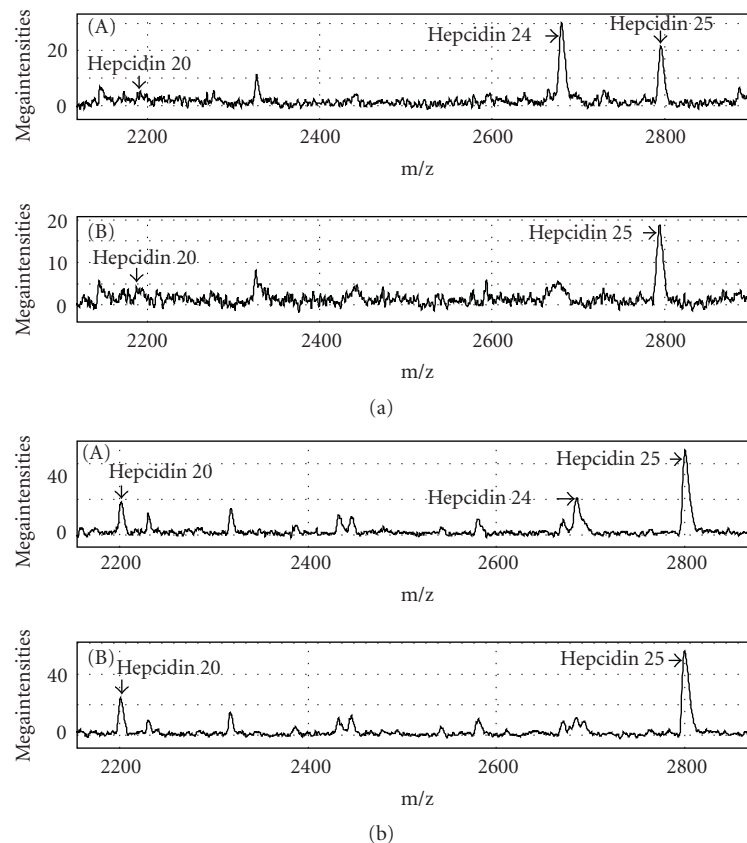 (A)
Hepcidin 20
Hepcidin 24
Hepcidin 25
Megaintensities
20
0
2200
2400
2600
2800
m/z
(B)
Hepcidin 20
Hepcidin 25
Megaintensities
20
10
0
2200
2400
2600
2800
m/z
(a)
(A)
Hepcidin 20
Hepcidin 24
Hepcidin 25
Megaintensities
40
0
2200
2400
2600
2800
m/z
(B)
Hepcidin 20
Hepcidin 25
Megaintensities
40
0
2200
2400
2600
2800
m/z
(b)